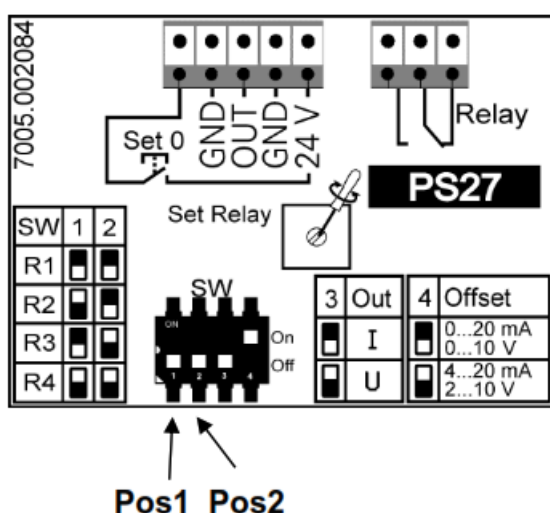 7005.002084
Set 0
GND
OUT
GND
24 V
Relay
PS27
Set Relay
SW 1 2
R1
R2
R3
R4
SW
ON
On
Off
1 2 3 4
3 Out 4 Offset
I 0...20 mA
0...10 V
U 4...20 mA
2...10 V
Pos1 Pos2